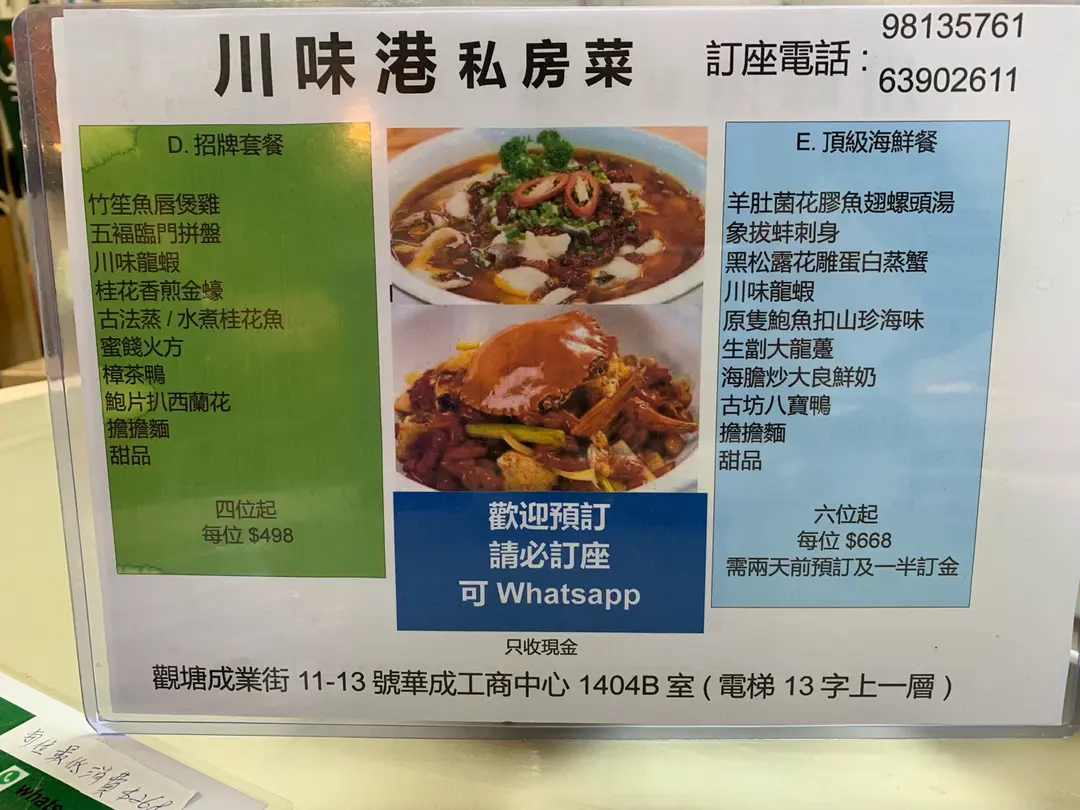 川味港私房菜
訂座電話：
98135761
63902611
D. 招牌套餐
竹笙魚唇煲雞
五福臨門拼盤
川味龍蝦
桂花香煎金蠔
古法蒸 / 水煮桂花魚
蜜餞火方
樟茶鴨
鮑片扒西蘭花
擔擔麵
甜品
四位起
每位 $498
歡迎預訂
請必訂座
可 Whatsapp
E. 頂級海鮮餐
羊肚菌花膠魚翅螺頭湯
象拔蚌刺身
黑松露花雕蛋白蒸蟹
川味龍蝦
原隻鮑魚扣山珍海味
生劏大龍躉
海膽炒大良鮮奶
古坊八寶鴨
擔擔麵
甜品
六位起
每位 $668
需兩天前預訂及一半訂金
只收現金
觀塘成業街 11-13 號華成工商中心 1404B 室 ( 電梯 13 字上一層 )
每位最低消費 $268
whats